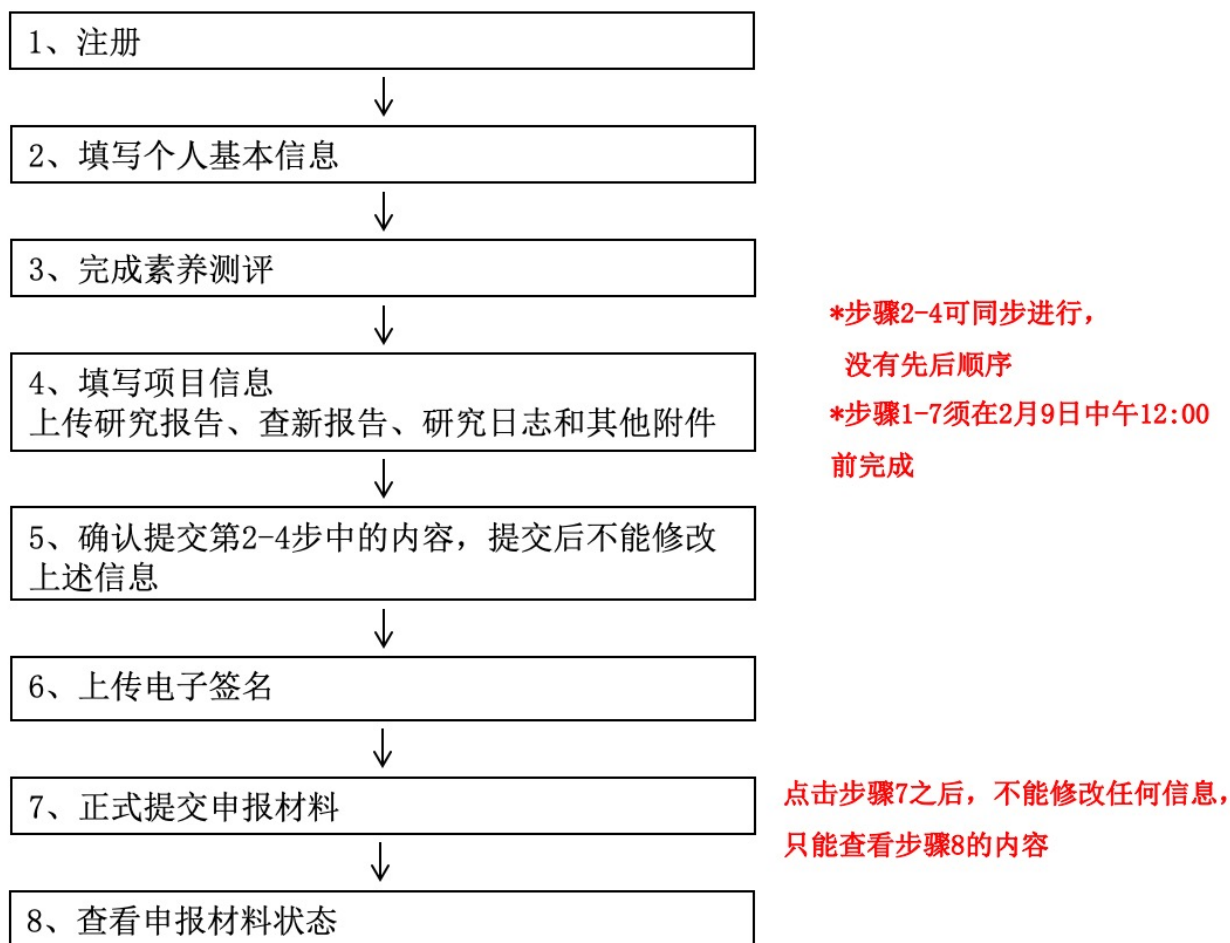 1、注册
2、填写个人基本信息
3、完成素养测评
*步骤2-4可同步进行，
没有先后顺序
*步骤1-7须在2月9日中午12:00
前完成
4、填写项目信息
上传研究报告、查新报告、研究日志和其他附件
5、确认提交第2-4步中的内容，提交后不能修改
上述信息
6、上传电子签名
7、正式提交申报材料
点击步骤7之后，不能修改任何信息，
只能查看步骤8的内容
8、查看申报材料状态